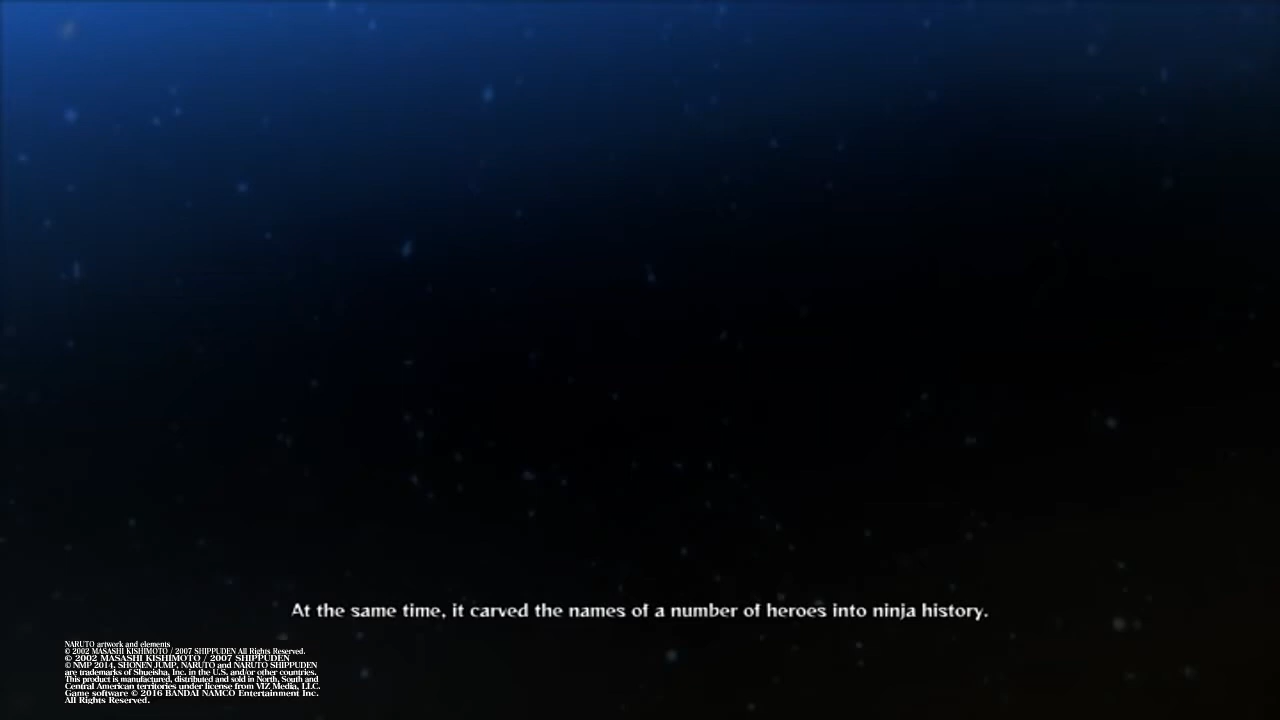 At the same time, it carved the names of a number of heroes into ninja history.
NARUTO artwork and elements
© 2002 MASASHI KISHIMOTO / 2007 SHIPPUDEN All Rights Reserved.
© 2002 MASASHI KISHIMOTO / 2007 SHIPPUDEN
© NMP 2014, SHONEN JUMP, NARUTO and NARUTO SHIPPUDEN
are trademarks of Shueisha, Inc. in the U.S. and/or other countries.
This product is manufactured, distributed and sold in North, South and
Central American territories under license from VIZ Media, LLC.
Game software © 2016 BANDAI NAMCO Entertainment Inc.
All Rights Reserved.